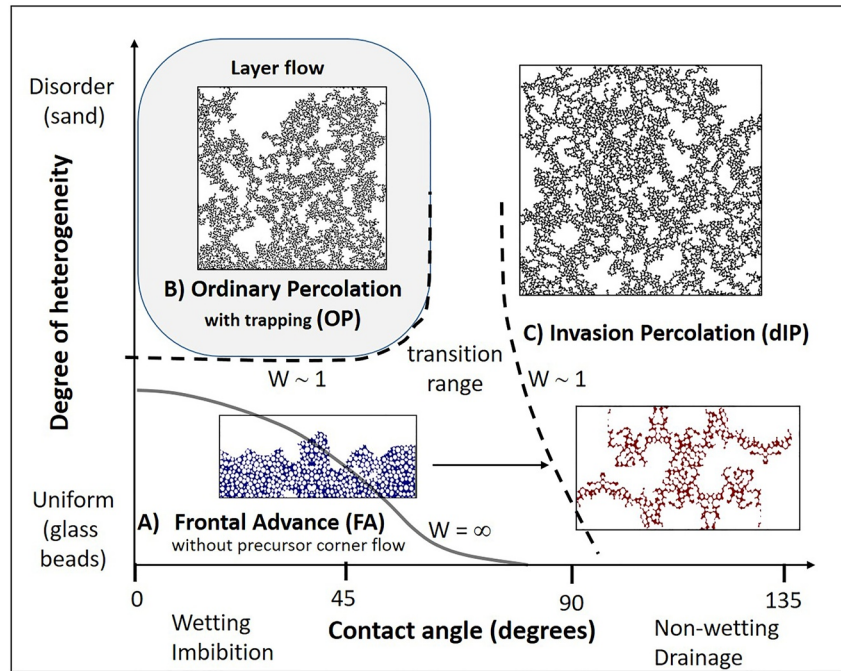 Disorder
(sand)
Degree of heterogeneity
Uniform
(glass
beads)
Layer flow
B) Ordinary Percolation
with trapping (OP)
W ~ 1
transition
range
W ~ 1
C) Invasion Percolation (dIP)
A) Frontal Advance (FA)
without precursor corner flow
W = ∞
0
45
90
135
Wetting
Imbibition
Contact angle (degrees)
Non-wetting
Drainage